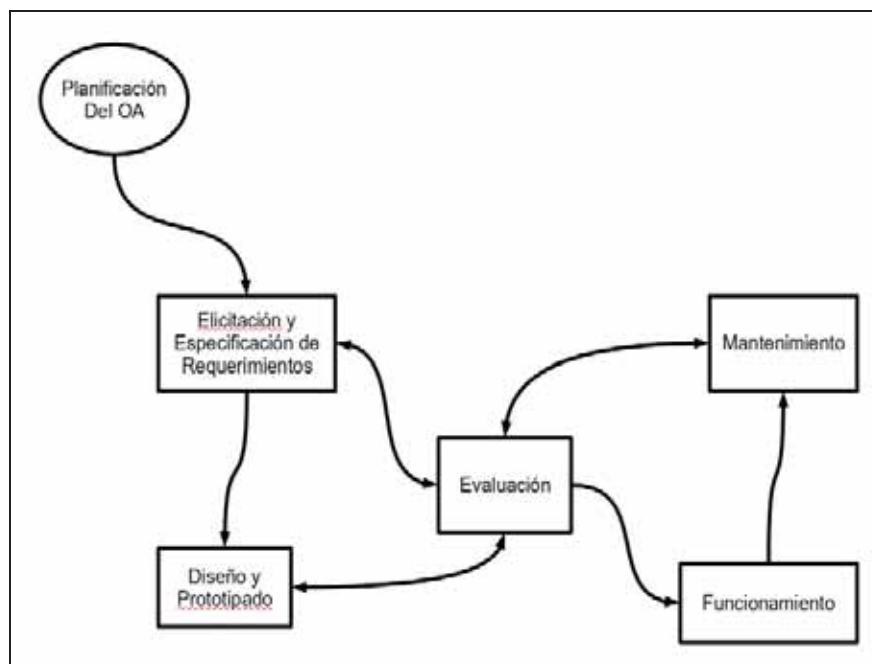 Planificación
Del OA
Elicitación y
Especificación de
Requerimientos
Mantenimiento
Evaluación
Diseño y
Prototipado
Funcionamiento